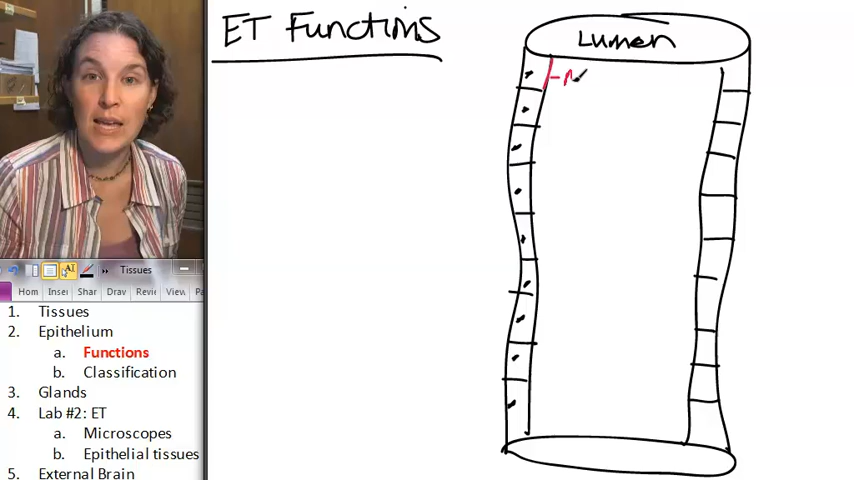 ET Functions
Lumen
Tissues
Hom Inser Shar Drav Revie View Pa
1. Tissues
2. Epithelium
a. Functions
b. Classification
3. Glands
4. Lab #2: ET
a. Microscopes
b. Epithelial tissues
5. External Brain